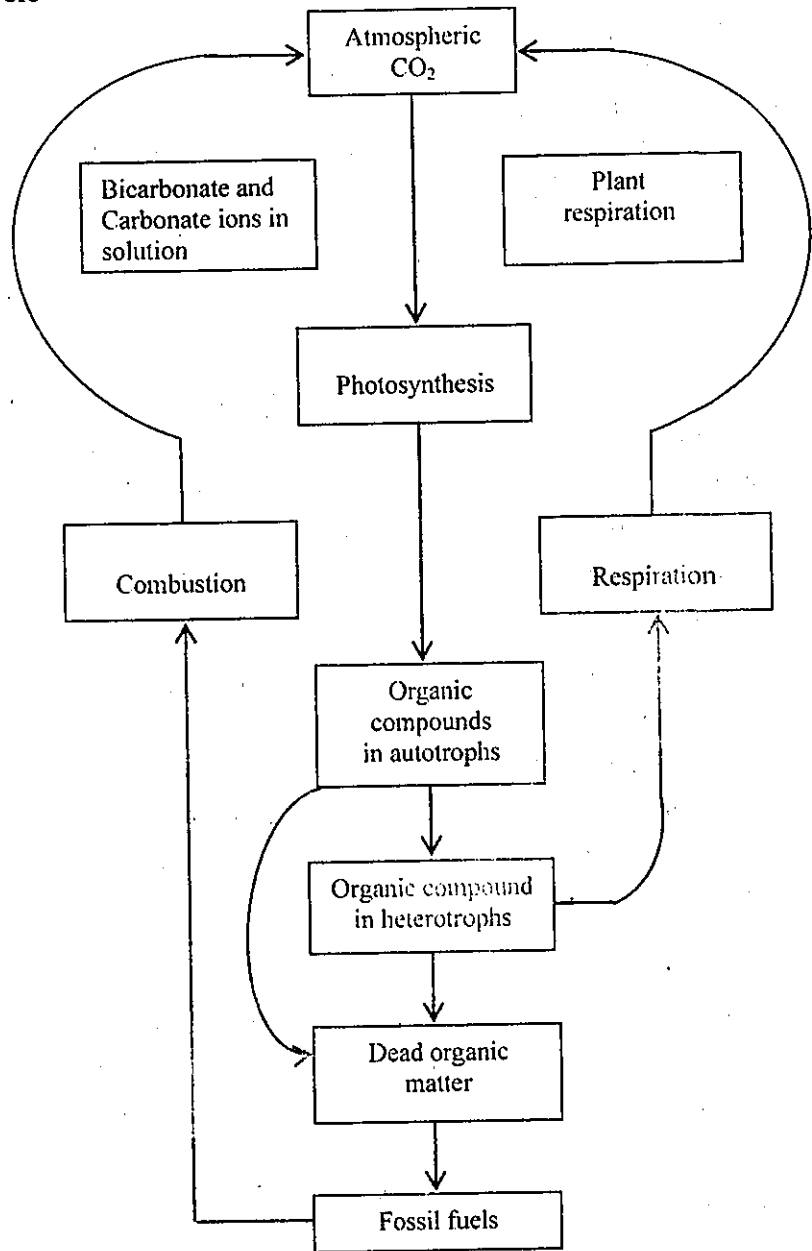 Atmospheric
CO₂
Bicarbonate and
Carbonate ions in
solution
Plant
respiration
Photosynthesis
Combustion
Respiration
Organic
compounds
in autotrophs
Organic compound
in heterotrophs
Dead organic
matter
Fossil fuels